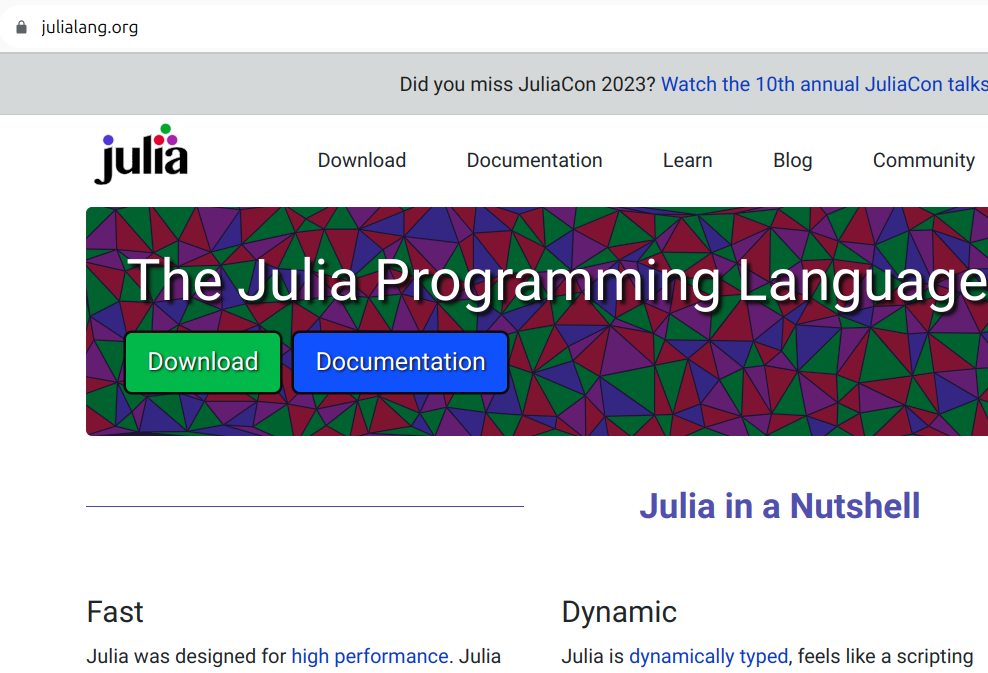 julialang.org
Did you miss JuliaCon 2023? Watch the 10th annual JuliaCon talks
julia
Download Documentation Learn Blog Community
The Julia Programming Language
Download Documentation
Julia in a Nutshell
Fast Dynamic
Julia was designed for high performance. Julia Julia is dynamically typed, feels like a scripting